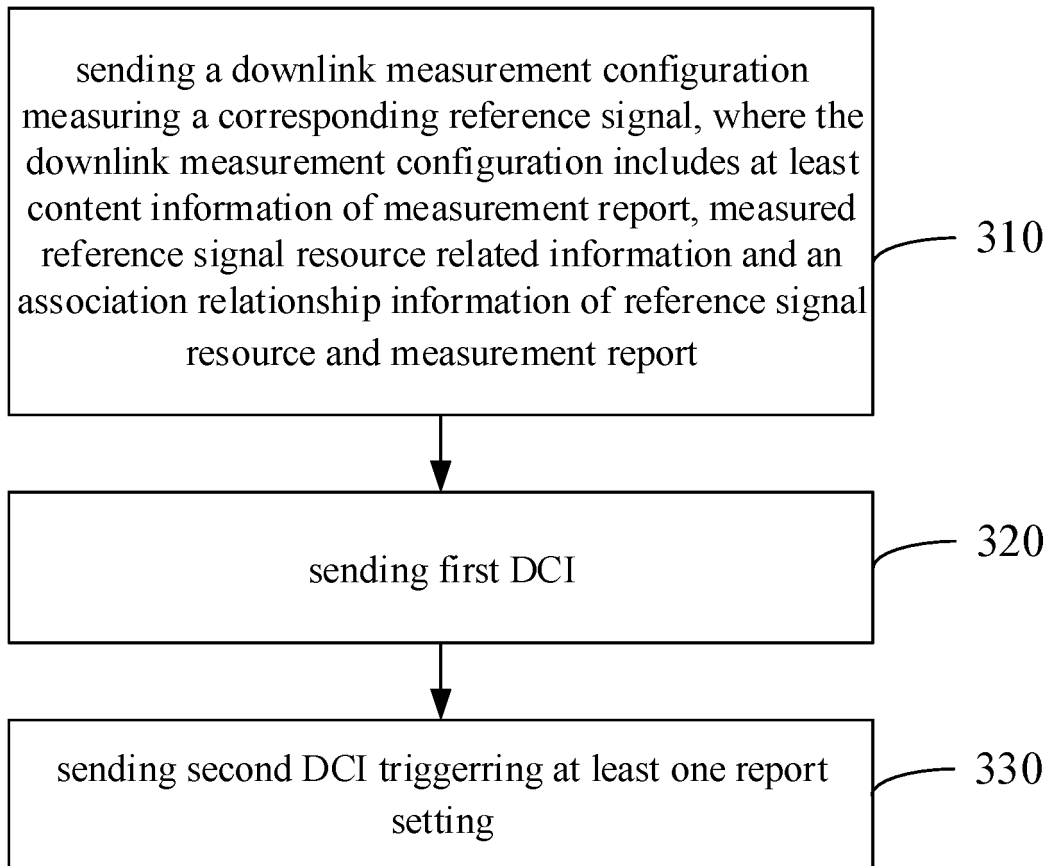 sending a downlink measurement configuration
measuring a corresponding reference signal, where the
downlink measurement configuration includes at least
content information of measurement report, measured
reference signal resource related information and an
association relationship information of reference signal
resource and measurement report
310
sending first DCI
320
sending second DCI triggerring at least one report
setting
330